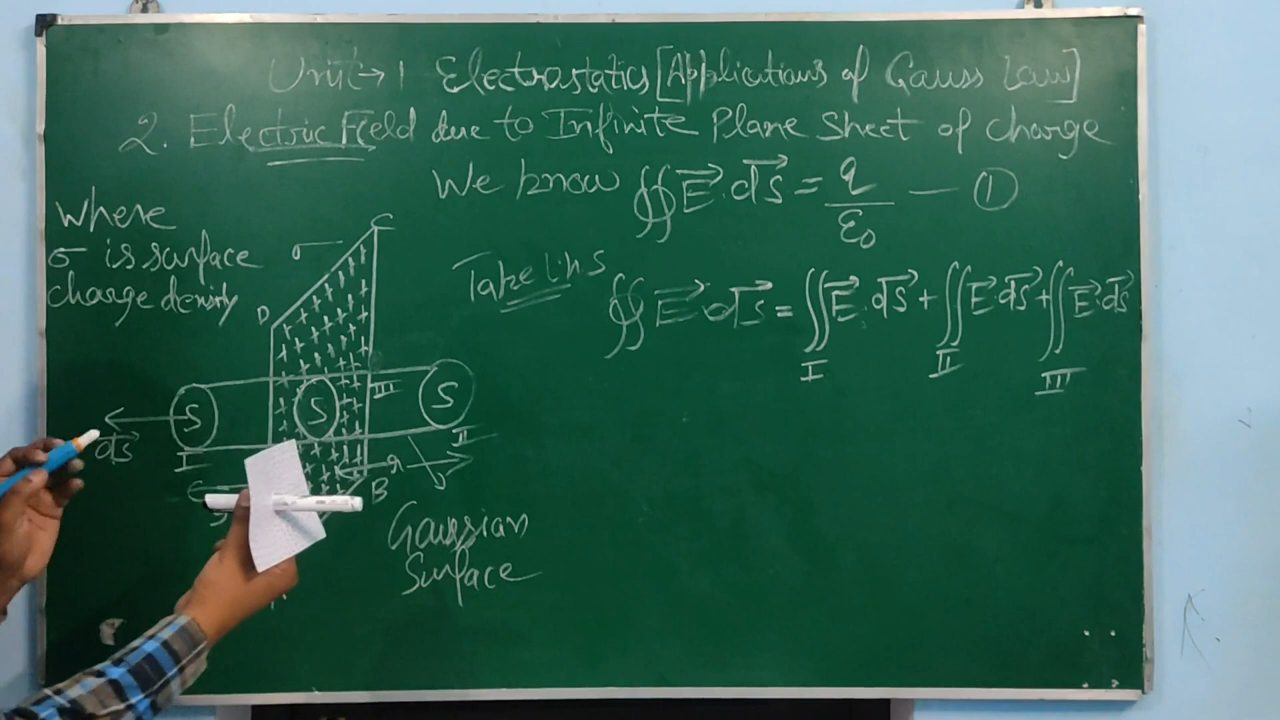 Unit→1 Electrostatics [Applications of Gauss Law]
2. Electric Field due to Infinite Plane Sheet of charge
We know ∯ E⃗.dS⃗ = q/ε₀ — ①
Where
σ is surface
charge density
Take LHS
∯ E⃗.dS⃗ = ∬ E⃗.dS⃗ + ∬ E⃗.dS⃗ + ∬ E⃗.dS⃗
I II III
C
σ
D
S S S
III
dS⃗
I II
r
B
Gaussian
Surface